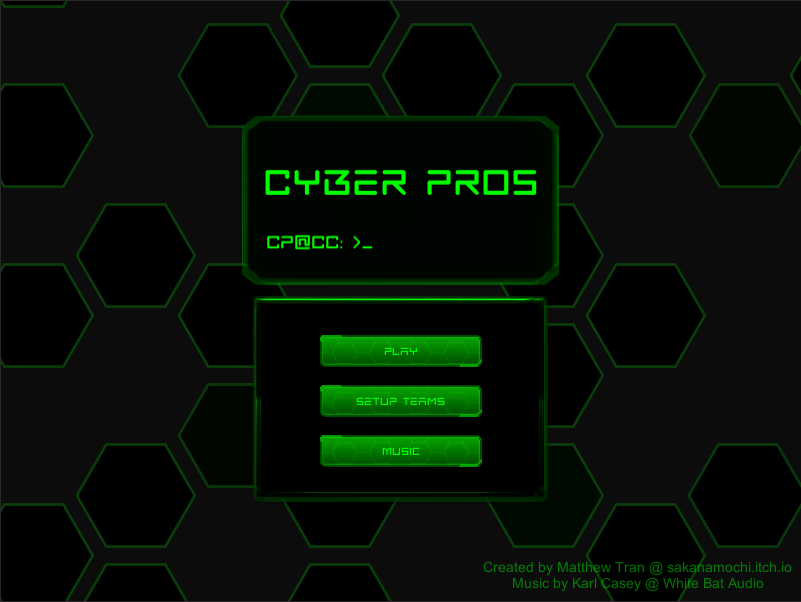 CYBER PROS
CP@CC: >_
PLAY
SETUP TEAMS
MUSIC
Created by Matthew Tran @ sakanamochi.itch.io
Music by Karl Casey @ White Bat Audio